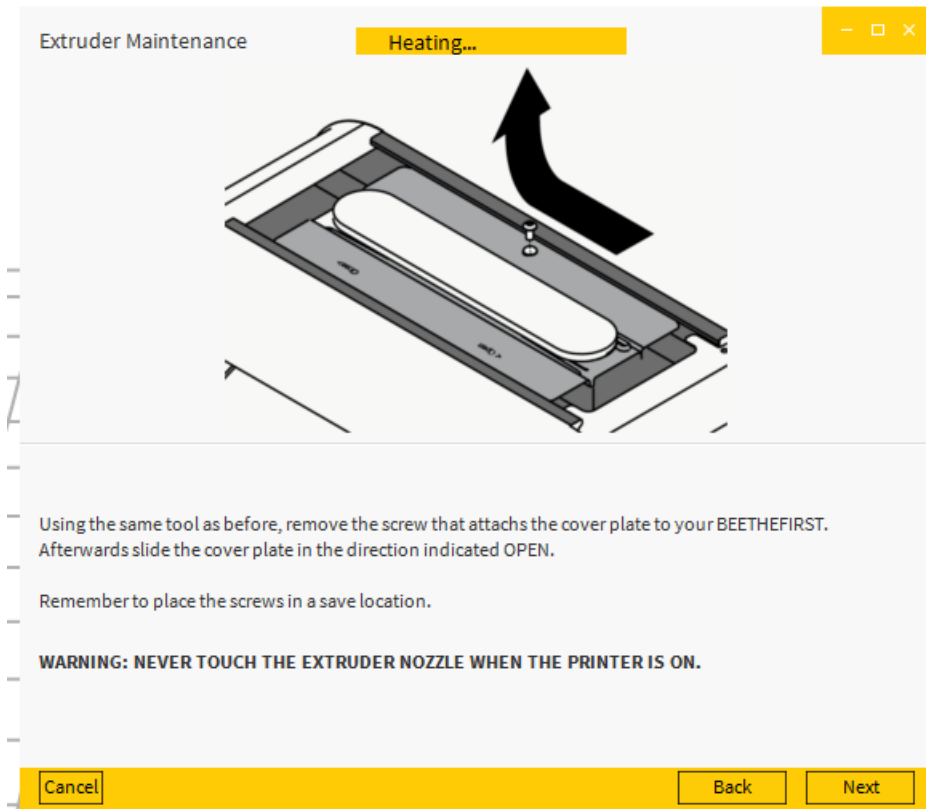 Extruder Maintenance
Heating...
Using the same tool as before, remove the screw that attachs the cover plate to your BEETHEFIRST.
Afterwards slide the cover plate in the direction indicated OPEN.
Remember to place the screws in a save location.
WARNING: NEVER TOUCH THE EXTRUDER NOZZLE WHEN THE PRINTER IS ON.
Cancel
Back
Next